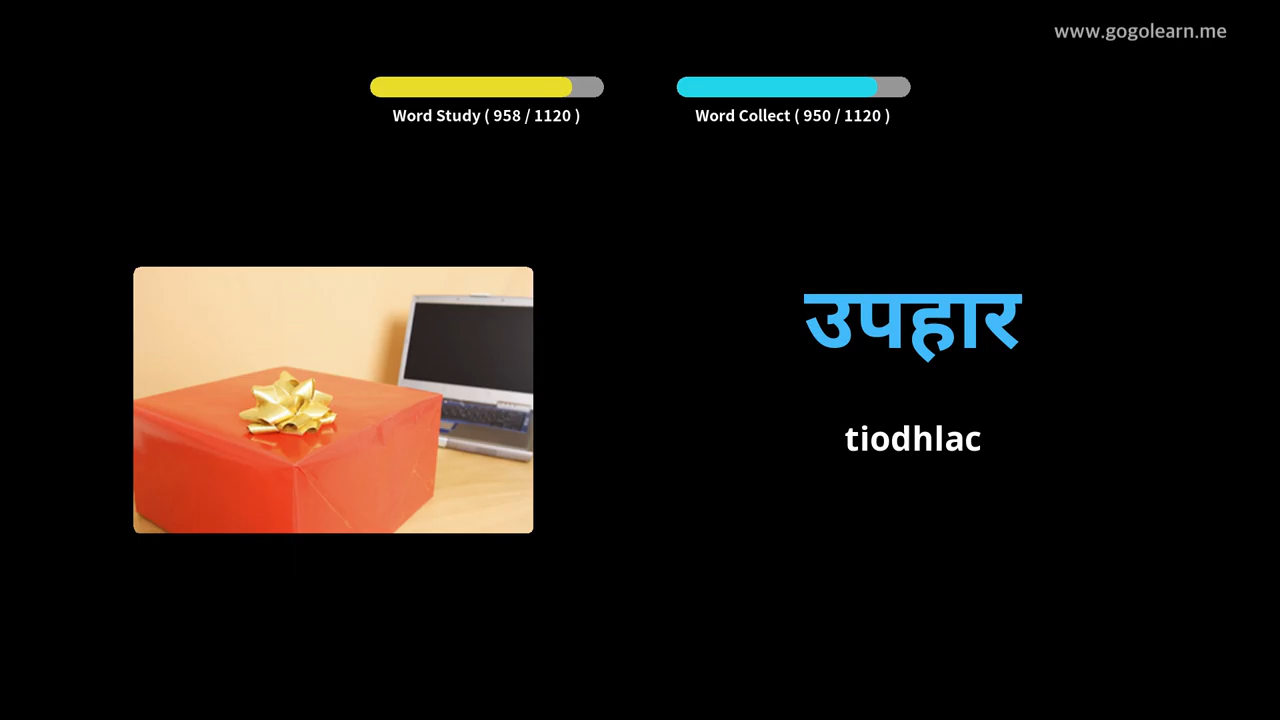 www.gogolearn.me
Word Study ( 958 / 1120 )
Word Collect ( 950 / 1120 )
उपहार
tiodhlac